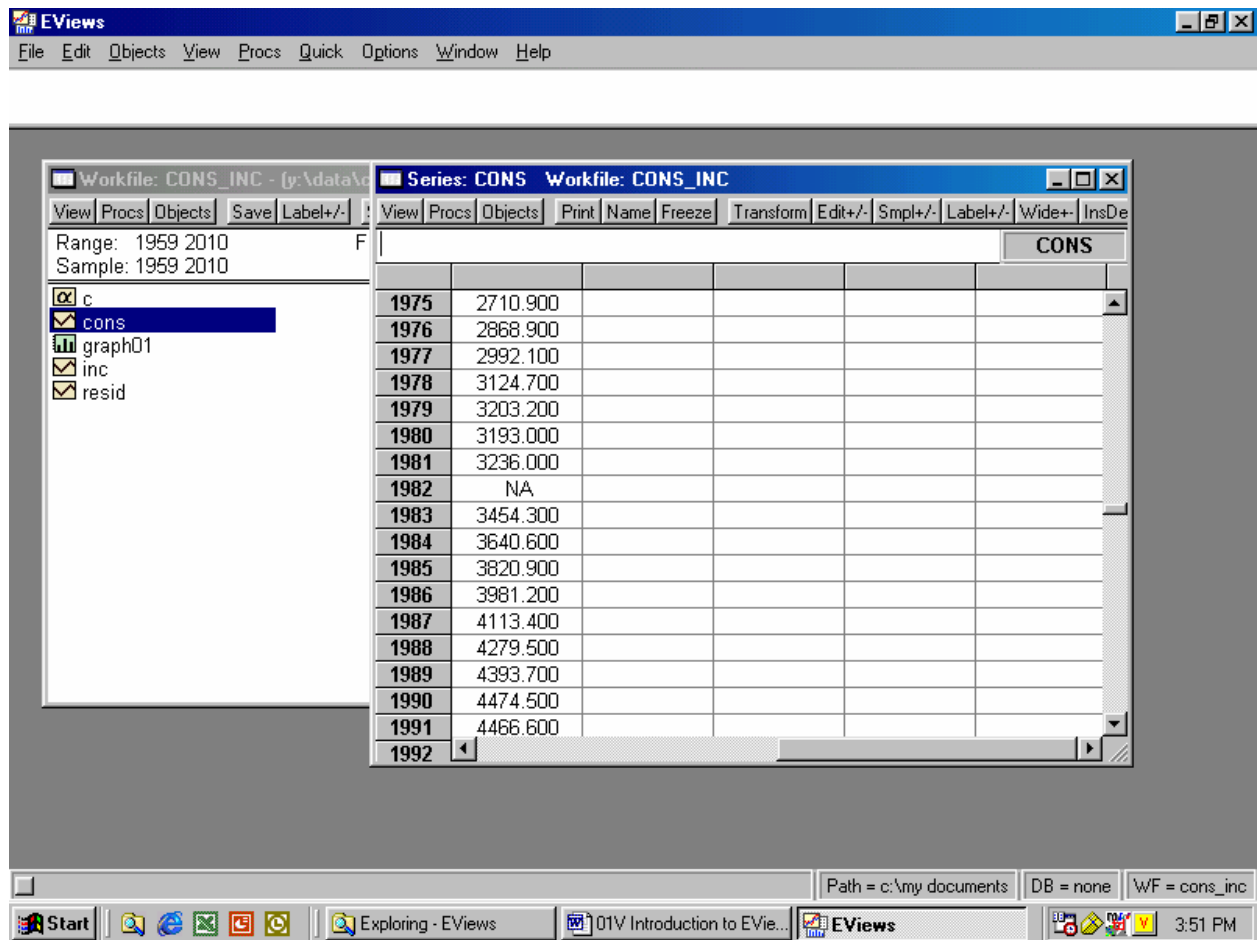 EViews
File Edit Objects View Procs Quick Options Window Help
Workfile: CONS_INC - (y:\data\c
View Procs Objects Save Label+/-
Range: 1959 2010 F
Sample: 1959 2010
c
cons
graph01
inc
resid
Series: CONS Workfile: CONS_INC
View Procs Objects Print Name Freeze Transform Edit+/- Smpl+/- Label+/- Wide+- InsDe
CONS
1975 2710.900
1976 2868.900
1977 2992.100
1978 3124.700
1979 3203.200
1980 3193.000
1981 3236.000
1982 NA
1983 3454.300
1984 3640.600
1985 3820.900
1986 3981.200
1987 4113.400
1988 4279.500
1989 4393.700
1990 4474.500
1991 4466.600
1992
Path = c:\my documents DB = none WF = cons_inc
Start Exploring - EViews 01V Introduction to EVie... EViews 3:51 PM